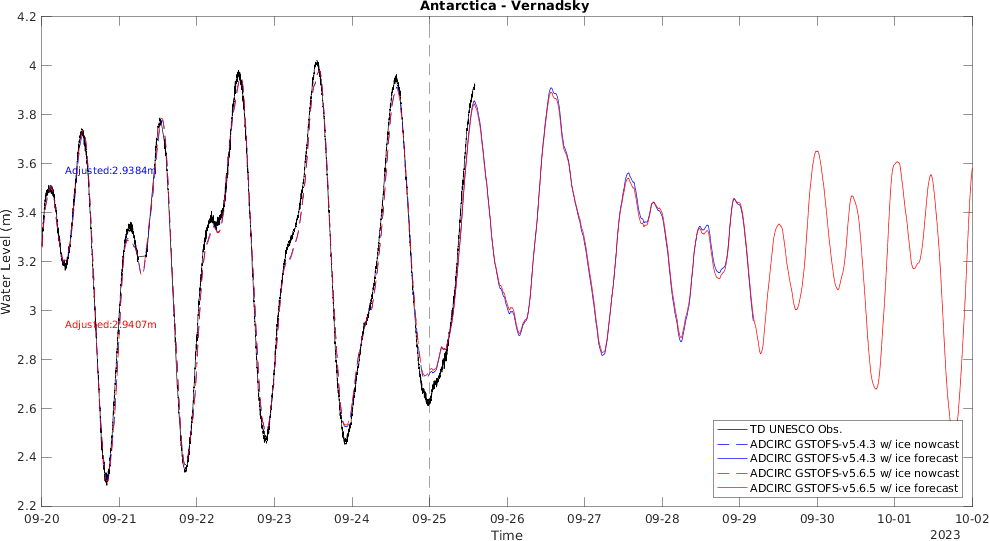 Antarctica - Vernadsky
4.2
4
3.8
3.6
3.4
3.2
3
2.8
2.6
2.4
2.2
Water Level (m)
Adjusted:2.9384m
Adjusted:2.9407m
TD UNESCO Obs.
ADCIRC GSTOFS-v5.4.3 w/ ice nowcast
ADCIRC GSTOFS-v5.4.3 w/ ice forecast
ADCIRC GSTOFS-v5.6.5 w/ ice nowcast
ADCIRC GSTOFS-v5.6.5 w/ ice forecast
09-20 09-21 09-22 09-23 09-24 09-25 09-26 09-27 09-28 09-29 09-30 10-01 10-02
Time
2023